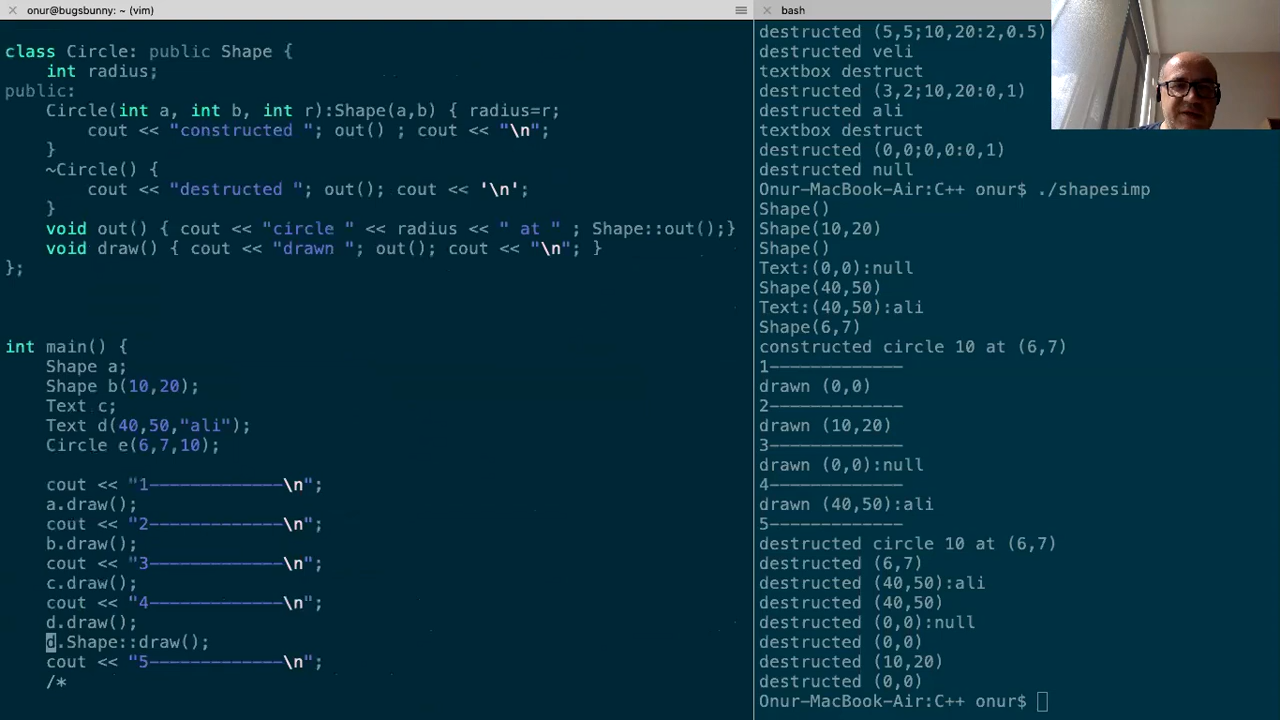 onur@bugsbunny: ~ (vim)
class Circle: public Shape {
    int radius;
public:
    Circle(int a, int b, int r):Shape(a,b) { radius=r;
        cout << "constructed "; out() ; cout << "\n";
    }
    ~Circle() {
        cout << "destructed "; out(); cout << '\n';
    }
    void out() { cout << "circle " << radius << " at " ; Shape::out();}
    void draw() { cout << "drawn "; out(); cout << "\n"; }
};
int main() {
    Shape a;
    Shape b(10,20);
    Text c;
    Text d(40,50,"ali");
    Circle e(6,7,10);
    cout << "1-------------\n";
    a.draw();
    cout << "2-------------\n";
    b.draw();
    cout << "3-------------\n";
    c.draw();
    cout << "4-------------\n";
    d.draw();
    d.Shape::draw();
    cout << "5-------------\n";
    /*
bash
destructed (5,5;10,20:2,0.5)
destructed veli
textbox destruct
destructed (3,2;10,20:0,1)
destructed ali
textbox destruct
destructed (0,0;0,0:0,1)
destructed null
Onur-MacBook-Air:C++ onur$ ./shapesimp
Shape()
Shape(10,20)
Shape()
Text:(0,0):null
Shape(40,50)
Text:(40,50):ali
Shape(6,7)
constructed circle 10 at (6,7)
1-------------
drawn (0,0)
2-------------
drawn (10,20)
3-------------
drawn (0,0):null
4-------------
drawn (40,50):ali
5-------------
destructed circle 10 at (6,7)
destructed (6,7)
destructed (40,50):ali
destructed (40,50)
destructed (0,0):null
destructed (0,0)
destructed (10,20)
destructed (0,0)
Onur-MacBook-Air:C++ onur$